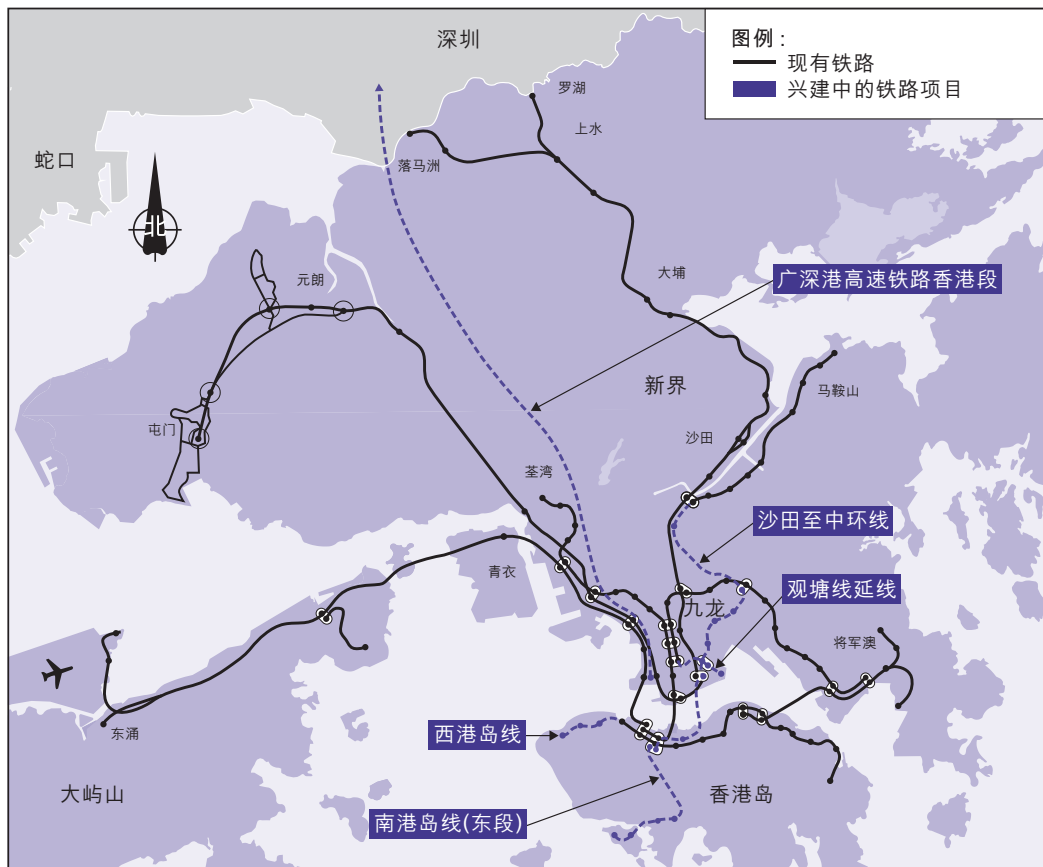 深圳
图例：
现有铁路
兴建中的铁路项目
罗湖
上水
蛇口
落马洲
北
元朗
大埔
广深港高速铁路香港段
新界
马鞍山
屯门
沙田
荃湾
沙田至中环线
青衣
观塘线延线
九龙
将军澳
东涌
西港岛线
大屿山
香港岛
南港岛线(东段)